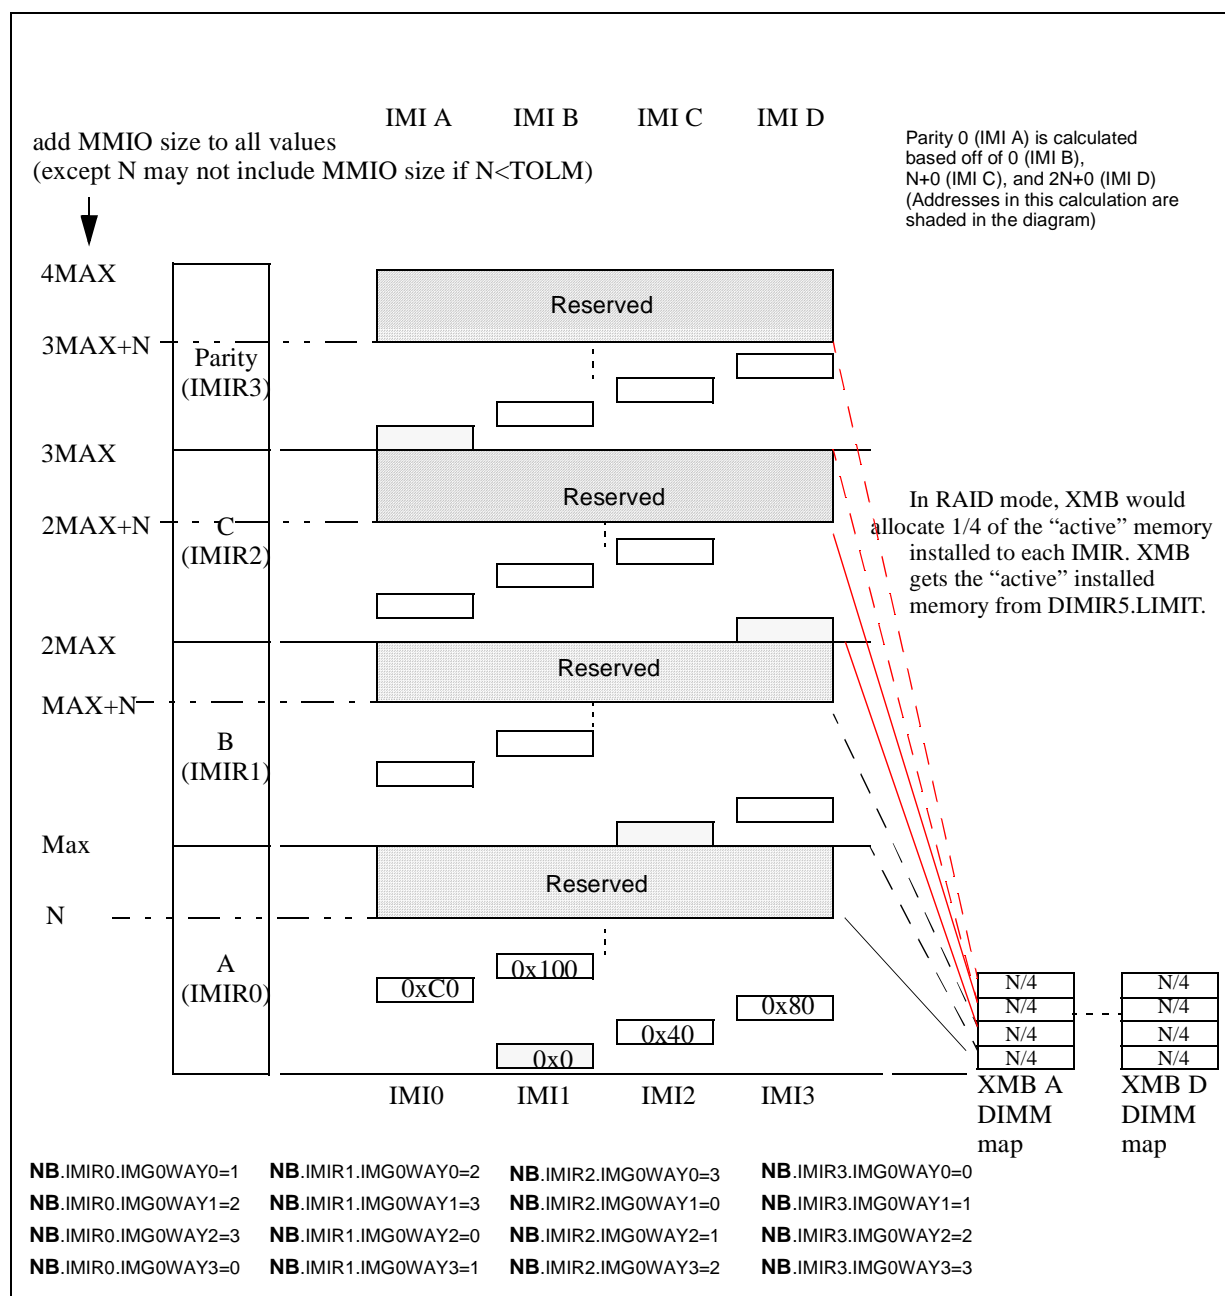 IMI A IMI B IMI C IMI D
add MMIO size to all values
(except N may not include MMIO size if N<TOLM)
Parity 0 (IMI A) is calculated
based off of 0 (IMI B),
N+0 (IMI C), and 2N+0 (IMI D)
(Addresses in this calculation are
shaded in the diagram)
4MAX
Reserved
3MAX+N
Parity
(IMIR3)
3MAX
Reserved
2MAX+N
C
(IMIR2)
In RAID mode, XMB would
allocate 1/4 of the “active” memory
installed to each IMIR. XMB
gets the “active” installed
memory from DIMIR5.LIMIT.
2MAX
Reserved
MAX+N
B
(IMIR1)
Max
Reserved
N
A
(IMIR0)
0x100
0xC0
0x80
0x40
0x0
N/4 N/4
N/4 N/4
N/4 N/4
N/4 N/4
IMI0 IMI1 IMI2 IMI3
XMB A
DIMM
map
XMB D
DIMM
map
NB.IMIR0.IMG0WAY0=1 NB.IMIR1.IMG0WAY0=2 NB.IMIR2.IMG0WAY0=3 NB.IMIR3.IMG0WAY0=0
NB.IMIR0.IMG0WAY1=2 NB.IMIR1.IMG0WAY1=3 NB.IMIR2.IMG0WAY1=0 NB.IMIR3.IMG0WAY1=1
NB.IMIR0.IMG0WAY2=3 NB.IMIR1.IMG0WAY2=0 NB.IMIR2.IMG0WAY2=1 NB.IMIR3.IMG0WAY2=2
NB.IMIR0.IMG0WAY3=0 NB.IMIR1.IMG0WAY3=1 NB.IMIR2.IMG0WAY3=2 NB.IMIR3.IMG0WAY3=3